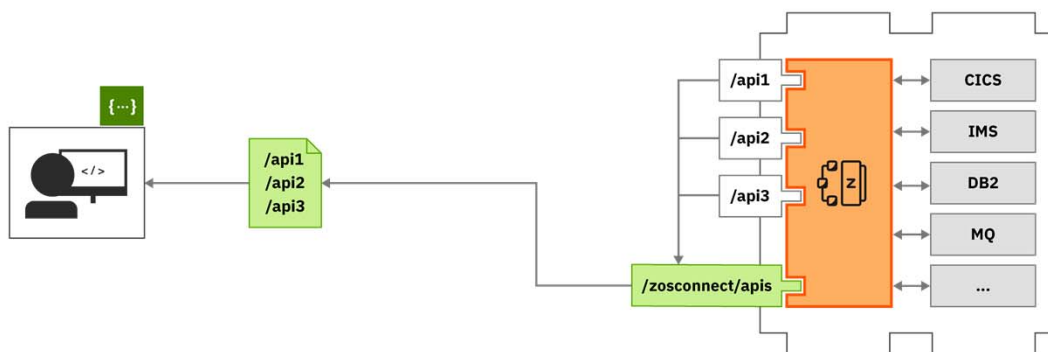 {...}
</>
/api1
/api2
/api3
/api1
/api2
/api3
/zosconnect/apis
Z
CICS
IMS
DB2
MQ
...